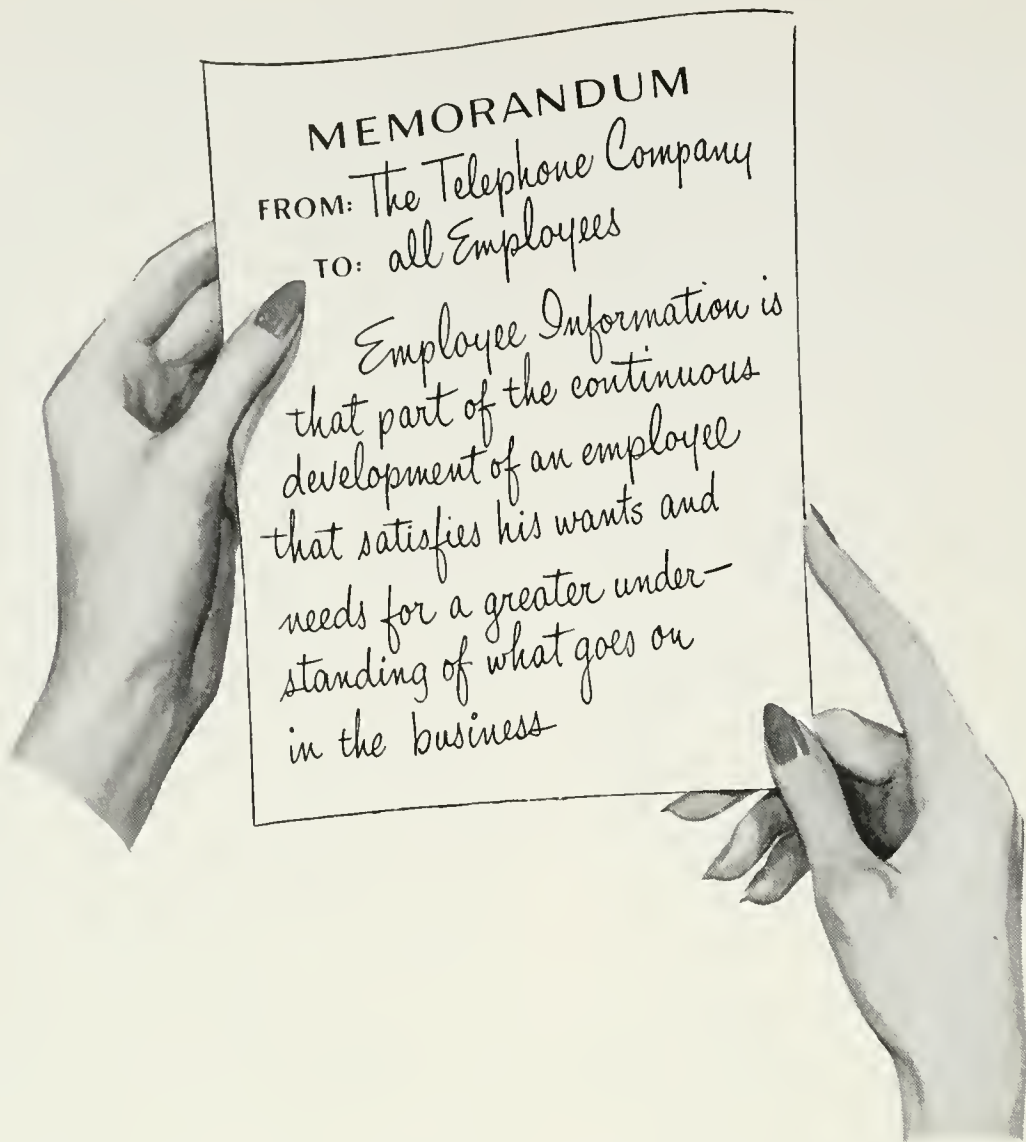 MEMORANDUM
FROM: The Telephone Company
TO: all Employees
Employee Information is
that part of the continuous
development of an employee
that satisfies his wants and
needs for a greater under-
standing of what goes on
in the business